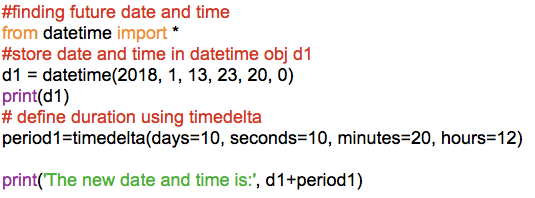 #finding future date and time
from datetime import *
#store date and time in datetime obj d1
d1 = datetime(2018, 1, 13, 23, 20, 0)
print(d1)
# define duration using timedelta
period1=timedelta(days=10, seconds=10, minutes=20, hours=12)
print('The new date and time is:', d1+period1)